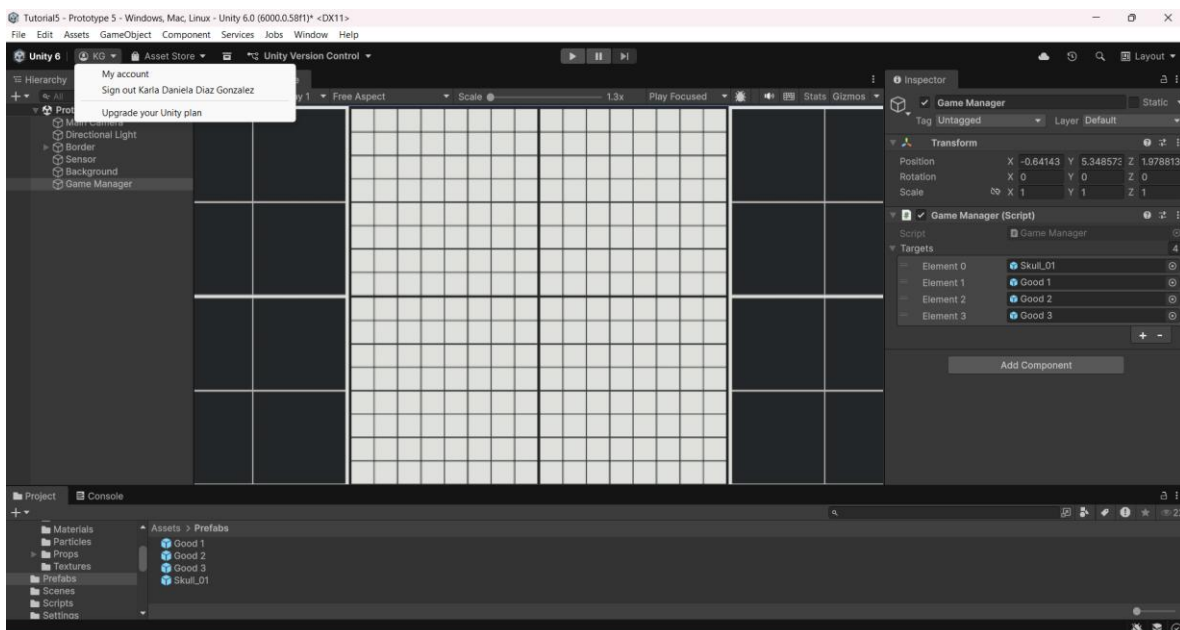 Tutorial5 - Prototype 5 - Windows, Mac, Linux - Unity 6.0 (6000.0.58f1)* <DX11>
File Edit Assets GameObject Component Services Jobs Window Help
Unity 6 KG Asset Store Unity Version Control Layout
My account
Sign out Karla Daniela Diaz Gonzalez
Upgrade your Unity plan
Hierarchy
All
Main Camera
Directional Light
Border
Sensor
Background
Game Manager
Free Aspect Scale 1.3x Play Focused Stats Gizmos
Inspector
Game Manager Static
Tag Untagged Layer Default
Transform
Position X -0.64143 Y 5.348573 Z 1.978813
Rotation X 0 Y 0 Z 0
Scale X 1 Y 1 Z 1
Game Manager (Script)
Script Game Manager
Targets 4
Element 0 Skull_01
Element 1 Good 1
Element 2 Good 2
Element 3 Good 3
+ -
Add Component
Project Console
Materials
Particles
Props
Textures
Prefabs
Scenes
Scripts
Settings
Assets > Prefabs
Good 1
Good 2
Good 3
Skull_01